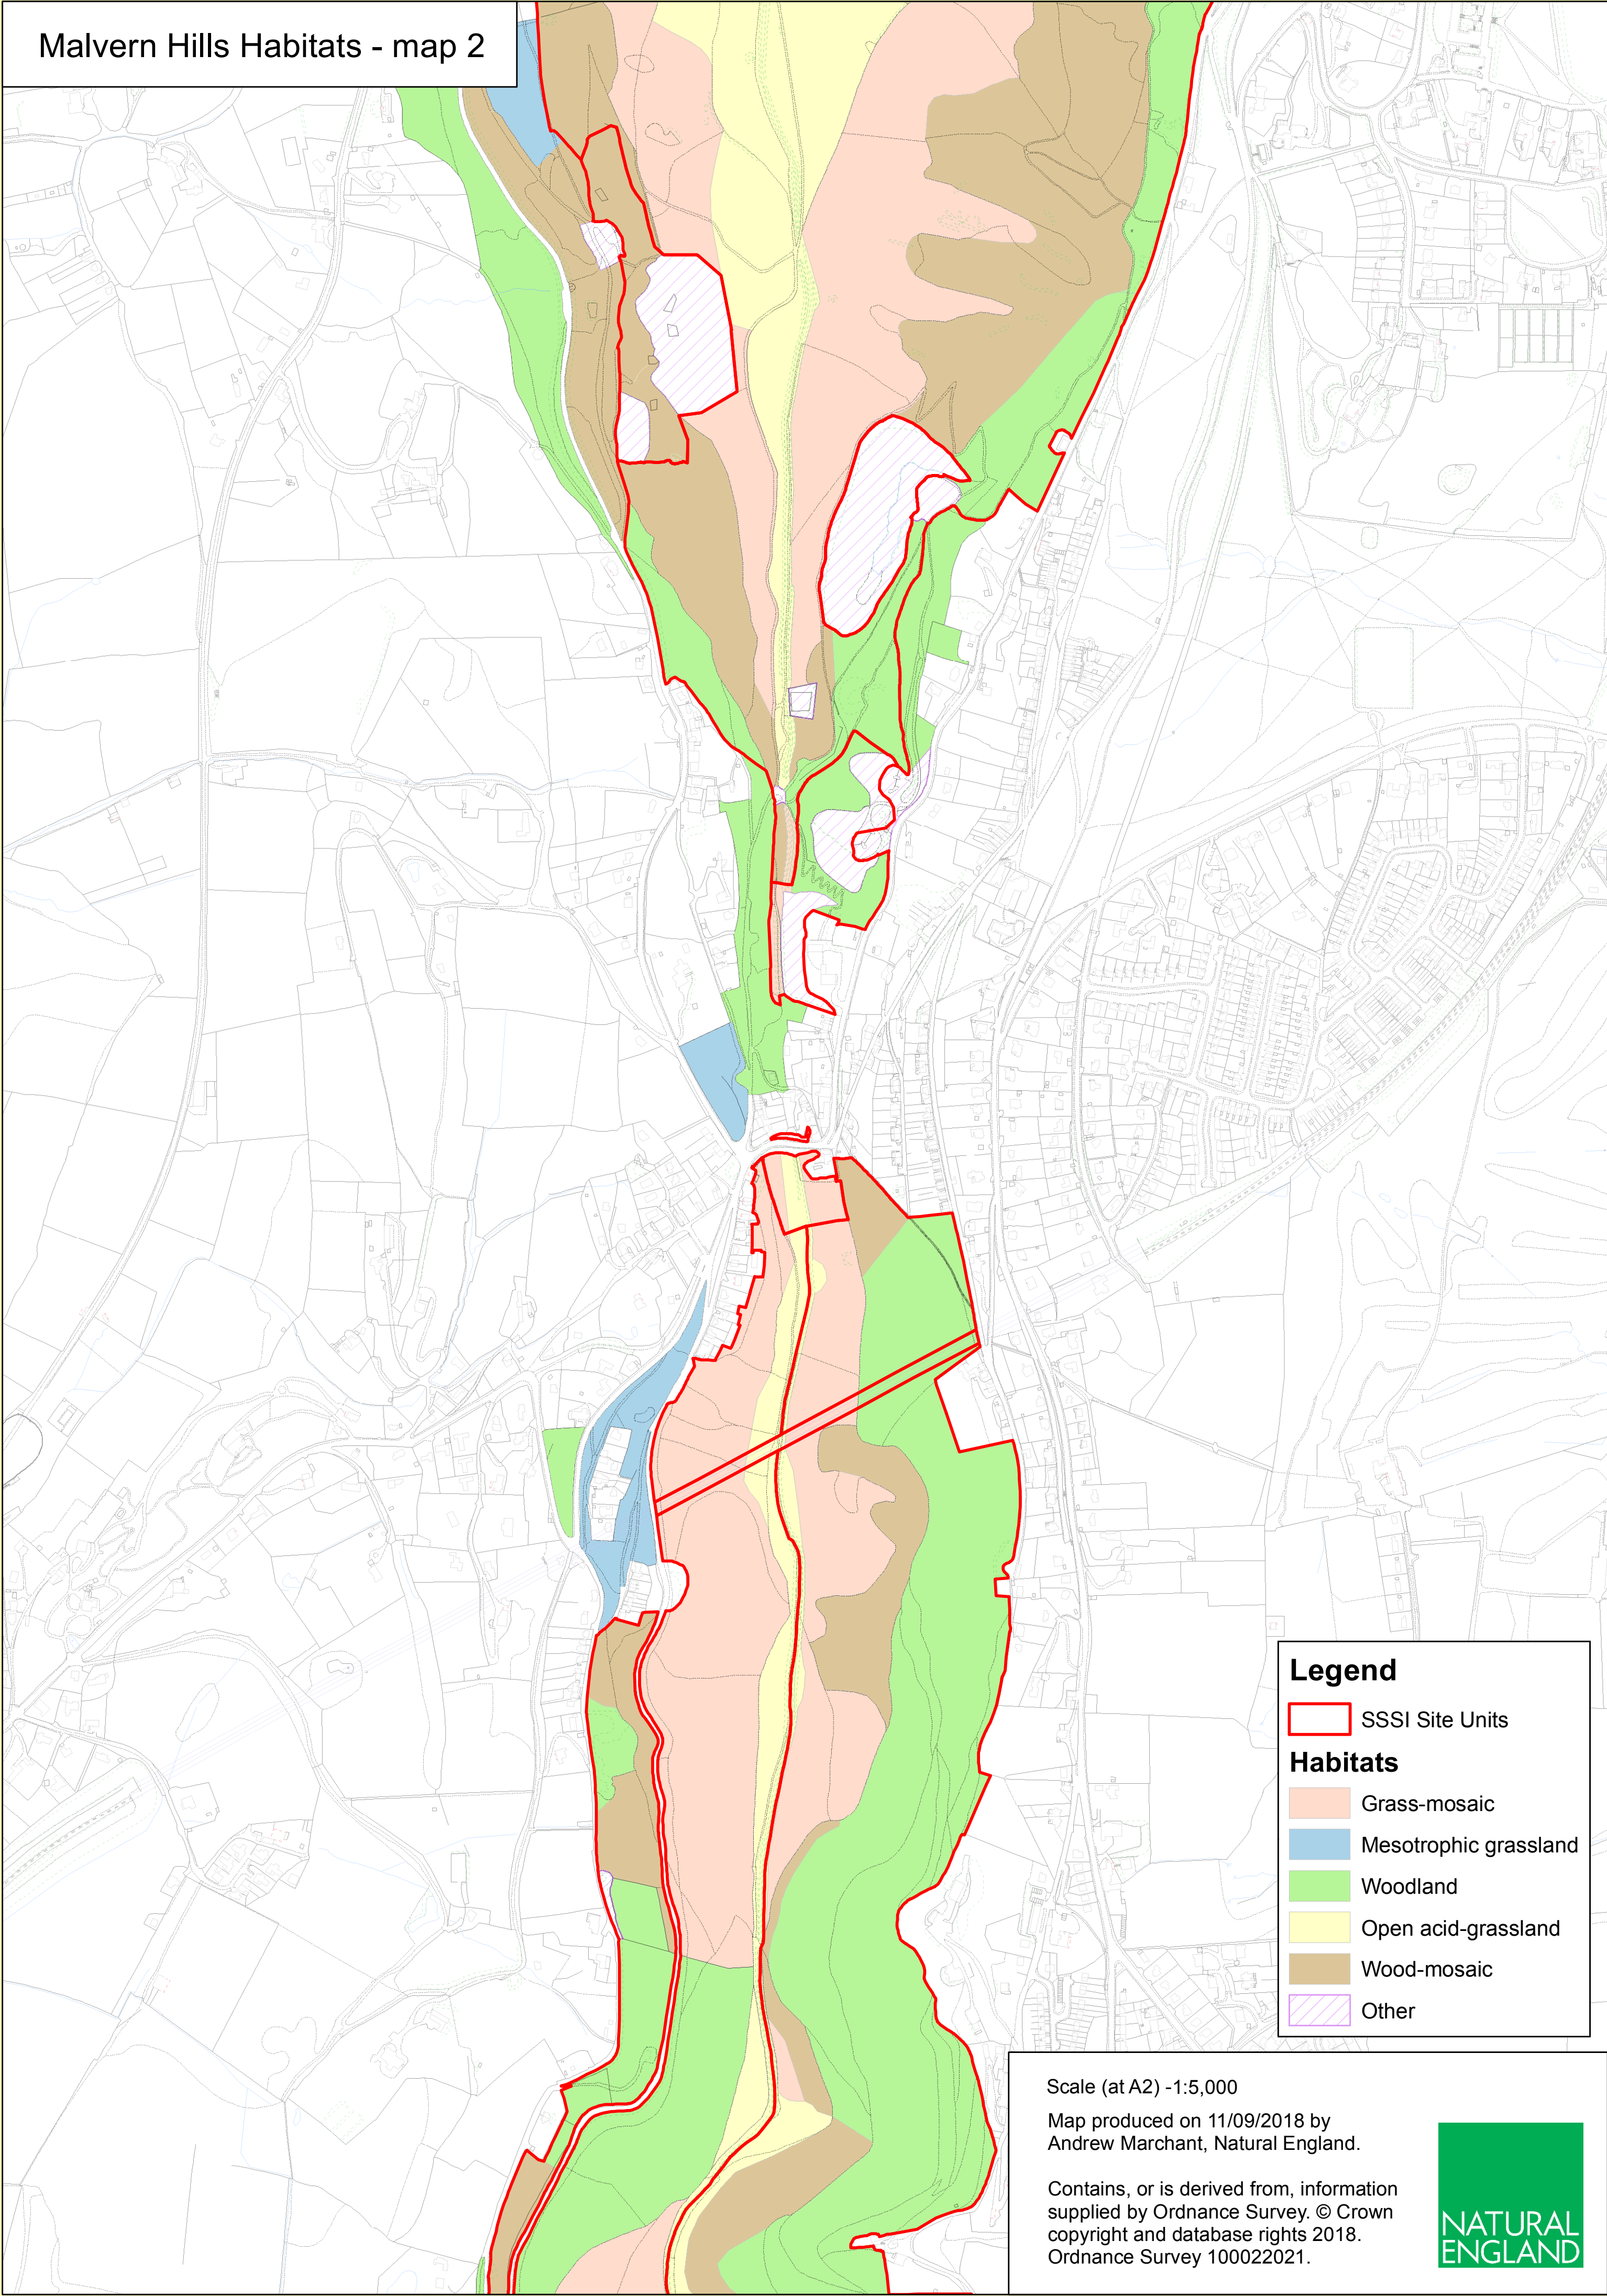 Malvern Hills Habitats - map 2
Legend
SSSI Site Units
Habitats
Grass-mosaic
Mesotrophic grassland
Woodland
Open acid-grassland
Wood-mosaic
Other
Scale (at A2) -1:5,000
Map produced on 11/09/2018 by
Andrew Marchant, Natural England.
Contains, or is derived from, information
supplied by Ordnance Survey. © Crown
copyright and database rights 2018.
Ordnance Survey 100022021.
NATURAL
ENGLAND